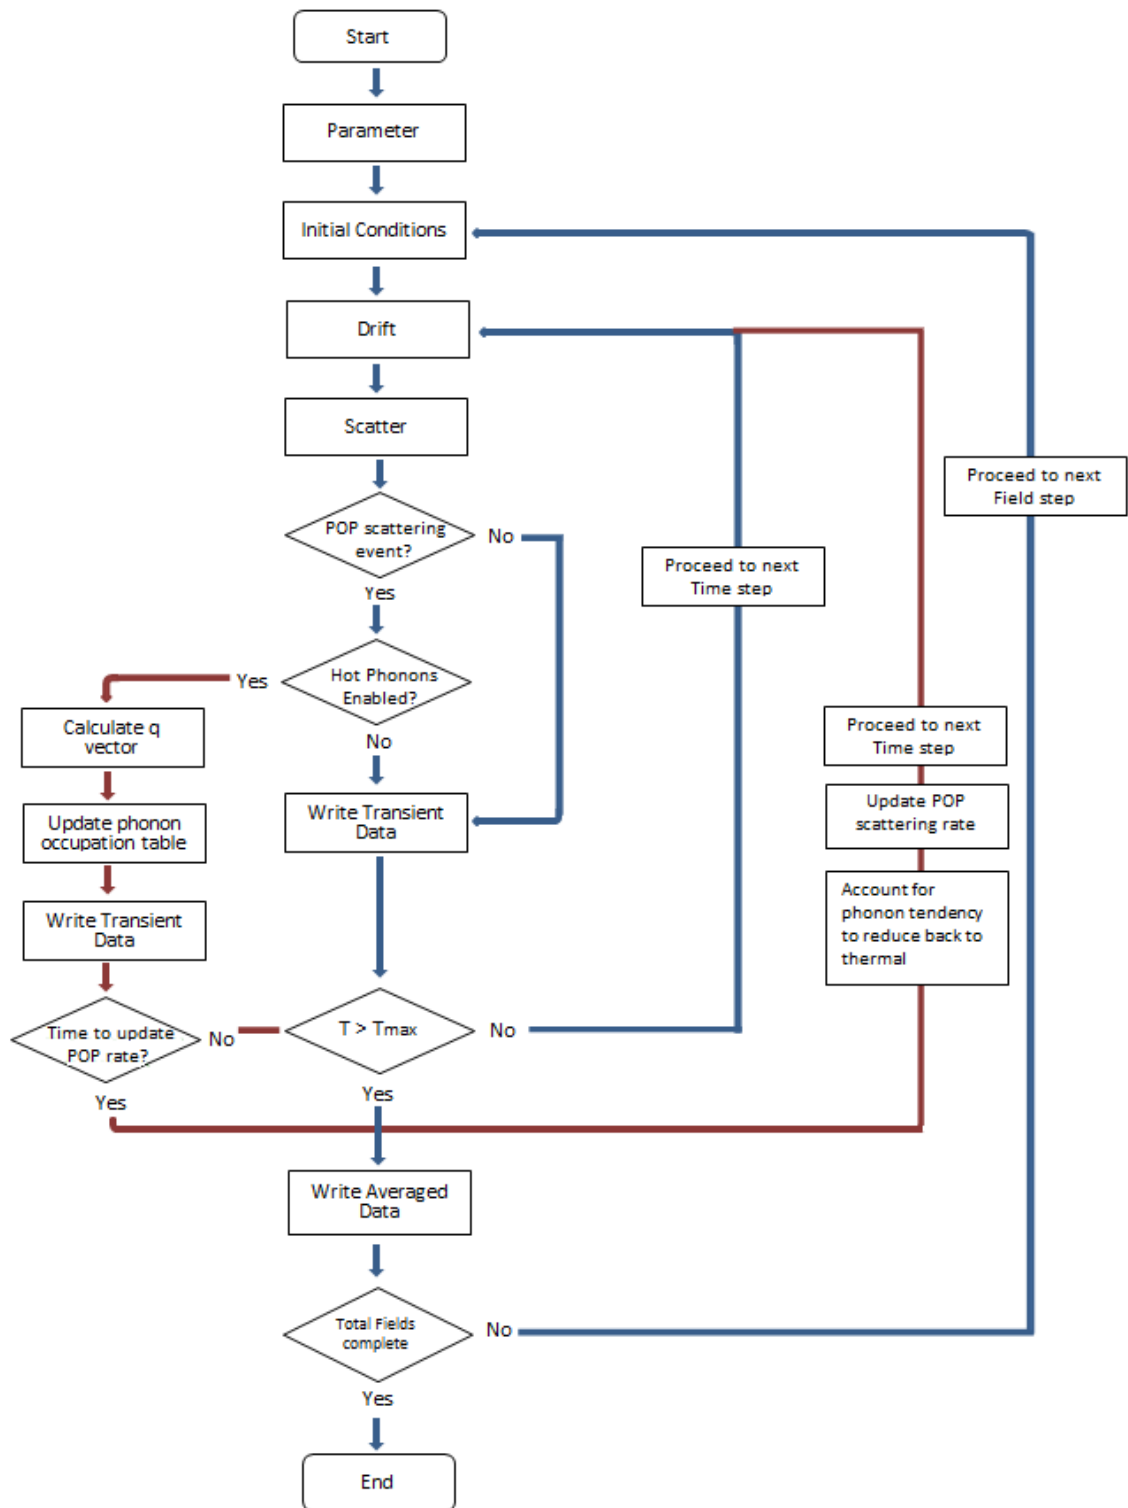 Start
Parameter
Initial Conditions
Drift
Scatter
Proceed to next
Field step
POP scattering
event?
No
Proceed to next
Time step
Yes
Hot Phonons
Enabled?
Yes
No
Calculate q
vector
Proceed to next
Time step
Write Transient
Data
Update phonon
occupation table
Update POP
scattering rate
Account for
phonon tendency
to reduce back to
thermal
Write Transient
Data
Time to update
POP rate?
No
T > Tmax
No
Yes
Yes
Write Averaged
Data
Total Fields
complete
No
Yes
End